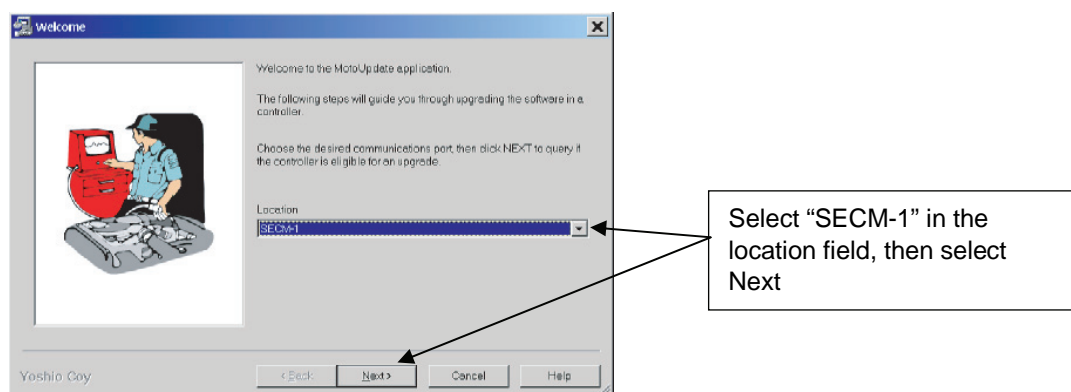 Welcome
Welcome to the MotoUpdate application.
The following steps will guide you through upgrading the software in a
controller.
Choose the desired communications port, then click NEXT to query if
the controller is eligible for an upgrade.
Location
SECM-1
Select “SECM-1” in the
location field, then select
Next
Yoshio Coy
< Back
Next >
Cancel
Help